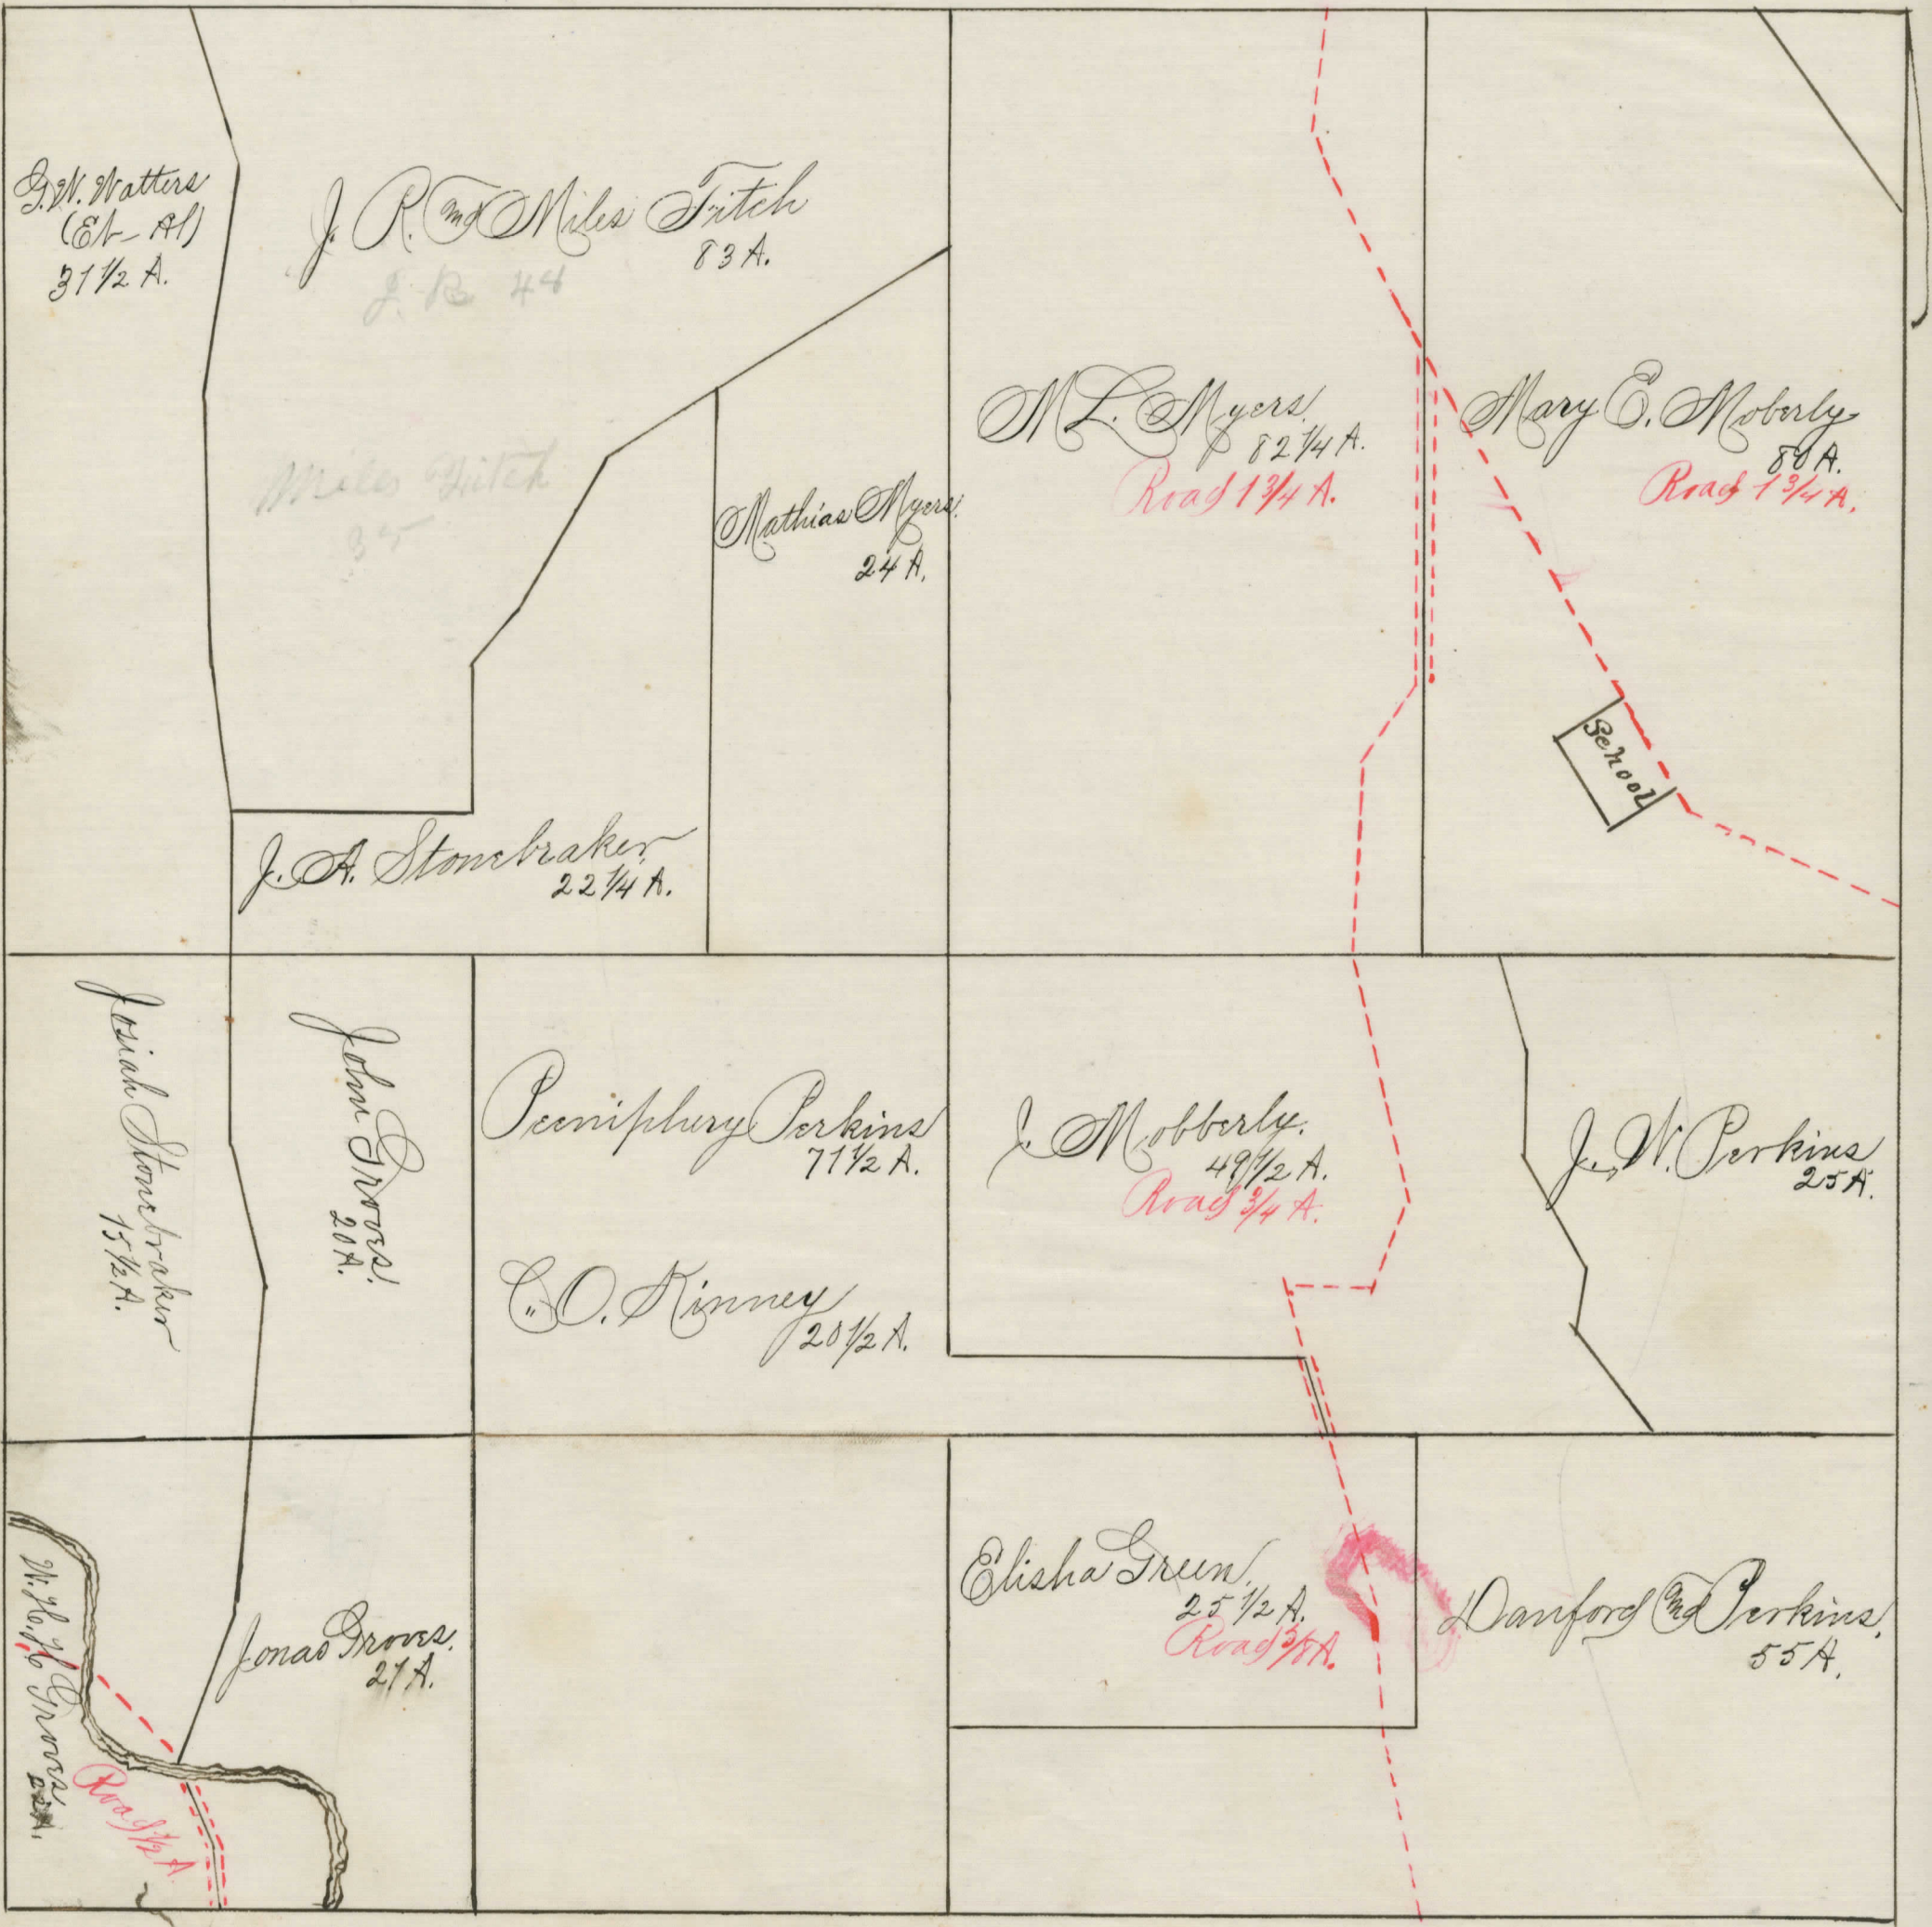 G. W. Watters
(Et-Al)
31 1/2 A.
J. R. and Miles Fitch
83 A.
J. R. 48
Miles Fitch
35
Mathias Myers.
24 A.
M L. Myers.
82 1/4 A.
Road 1 3/4 A.
Mary E. Moberly
80 A.
Road 1 3/4 A.
School
J. A. Stonebraker
22 1/4 A.
Josiah Stonebraker
15 1/2 A.
John Groves.
20 A.
Perkins
71 1/2 A.
C. O. Kinney
20 1/2 A.
J. Mobberly.
49 1/2 A.
Road 3/4 A.
J. W. Perkins
25 A.
W. H. H. Groves
Road 1/2 A
Jonas Groves.
21 A.
Elisha Green.
25 1/2 A.
Road A.
Danford and Perkins.
55 A.